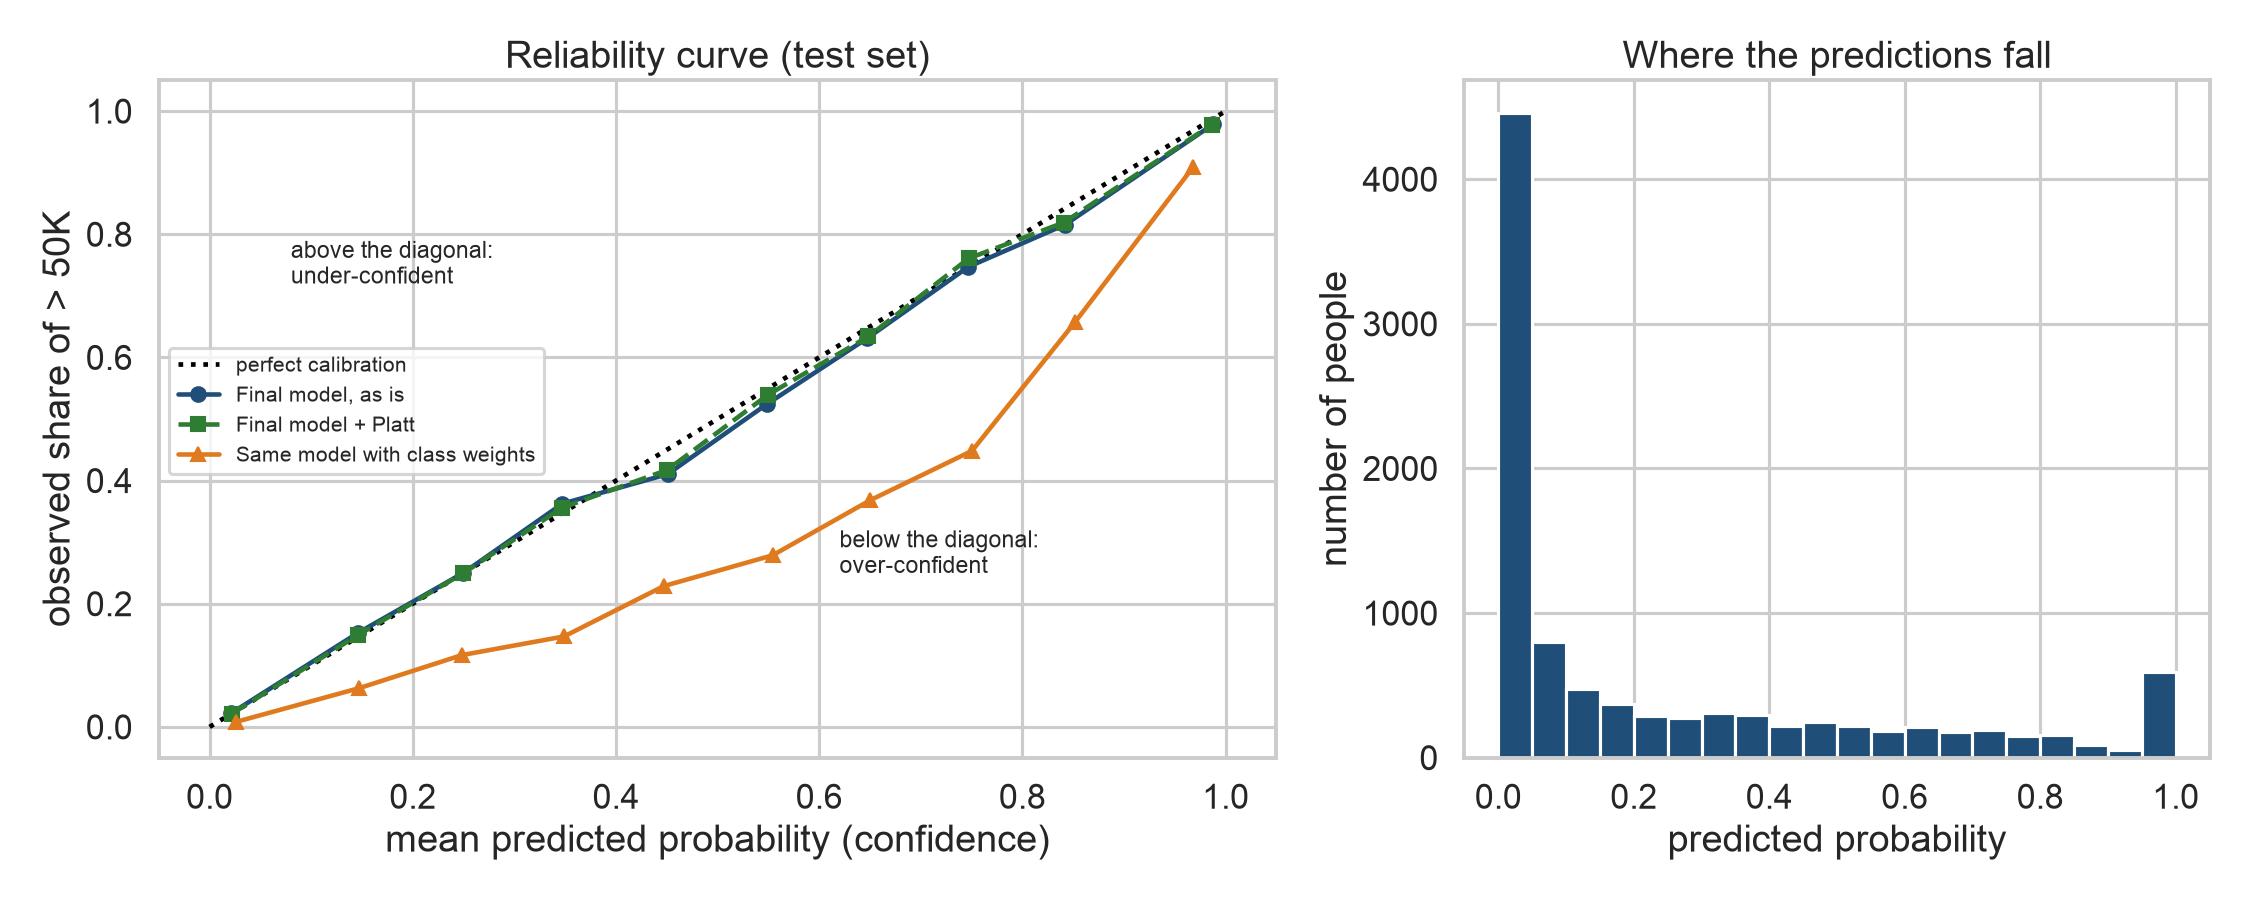 Reliability curve (test set)
observed share of > 50K
1.0
0.8
0.6
0.4
0.2
0.0
above the diagonal:
under-confident
perfect calibration
Final model, as is
Final model + Platt
Same model with class weights
below the diagonal:
over-confident
0.0 0.2 0.4 0.6 0.8 1.0
mean predicted probability (confidence)
Where the predictions fall
number of people
4000
3000
2000
1000
0
0.0 0.2 0.4 0.6 0.8 1.0
predicted probability